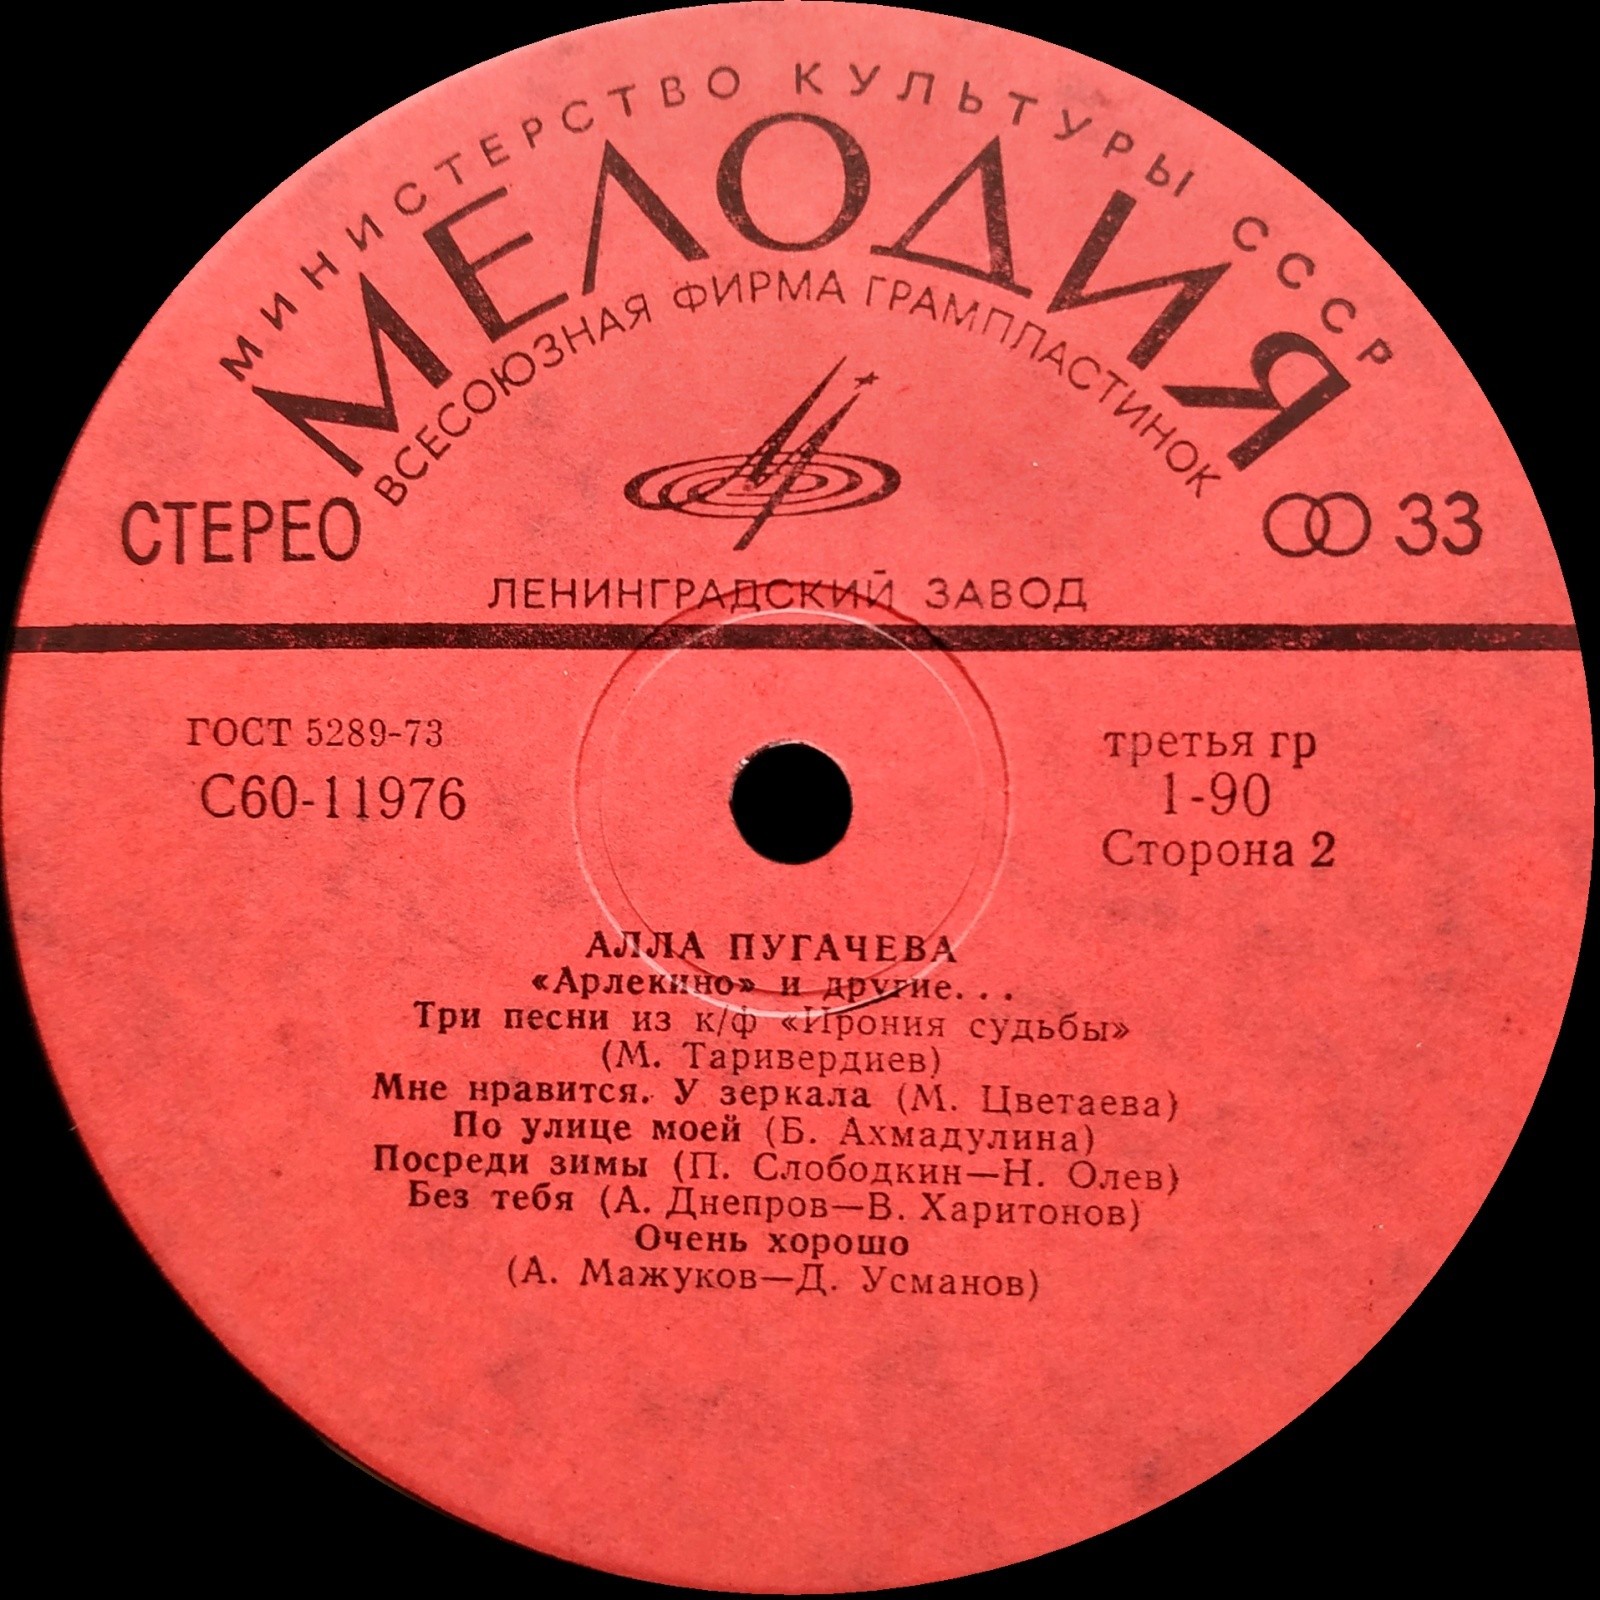 МИНИСТЕРСТВО КУЛЬТУРЫ СССР
МЕЛОДИЯ
ВСЕСОЮЗНАЯ ФИРМА ГРАМПЛАСТИНОК
СТЕРЕО
33
ЛЕНИНГРАДСКИЙ ЗАВОД
ГОСТ 5289-73
С60-11976
третья гр
1-90
Сторона 2
АЛЛА ПУГАЧЕВА
«Арлекино» и другие...
Три песни из к/ф «Ирония судьбы»
(М. Таривердиев)
Мне нравится. У зеркала (М. Цветаева)
По улице моей (Б. Ахмадулина)
Посреди зимы (П. Слободкин—Н. Олев)
Без тебя (А. Днепров—В. Харитонов)
Очень хорошо
(А. Мажуков—Д. Усманов)